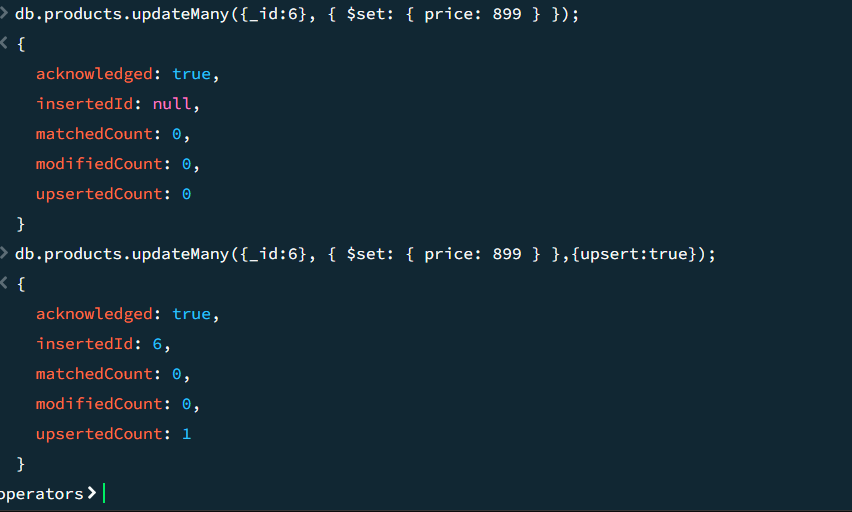 > db.products.updateMany({_id:6}, { $set: { price: 899 } });
< {
acknowledged: true,
insertedId: null,
matchedCount: 0,
modifiedCount: 0,
upsertedCount: 0
}
> db.products.updateMany({_id:6}, { $set: { price: 899 } },{upsert:true});
< {
acknowledged: true,
insertedId: 6,
matchedCount: 0,
modifiedCount: 0,
upsertedCount: 1
}
operators>